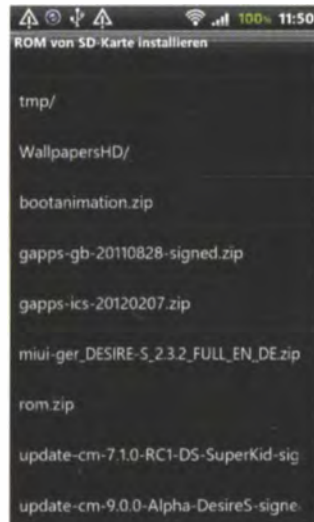 100% 11:50
ROM von SD-Karte installieren
tmp/
WallpapersHD/
bootanimation.zip
gapps-gb-20110828-signed.zip
gapps-ics-20120207.zip
miui-ger_DESIRE-S_2.3.2_FULL_EN_DE.zip
rom.zip
update-cm-7.1.0-RC1-DS-SuperKid-sig
update-cm-9.0.0-Alpha-DesireS-signe